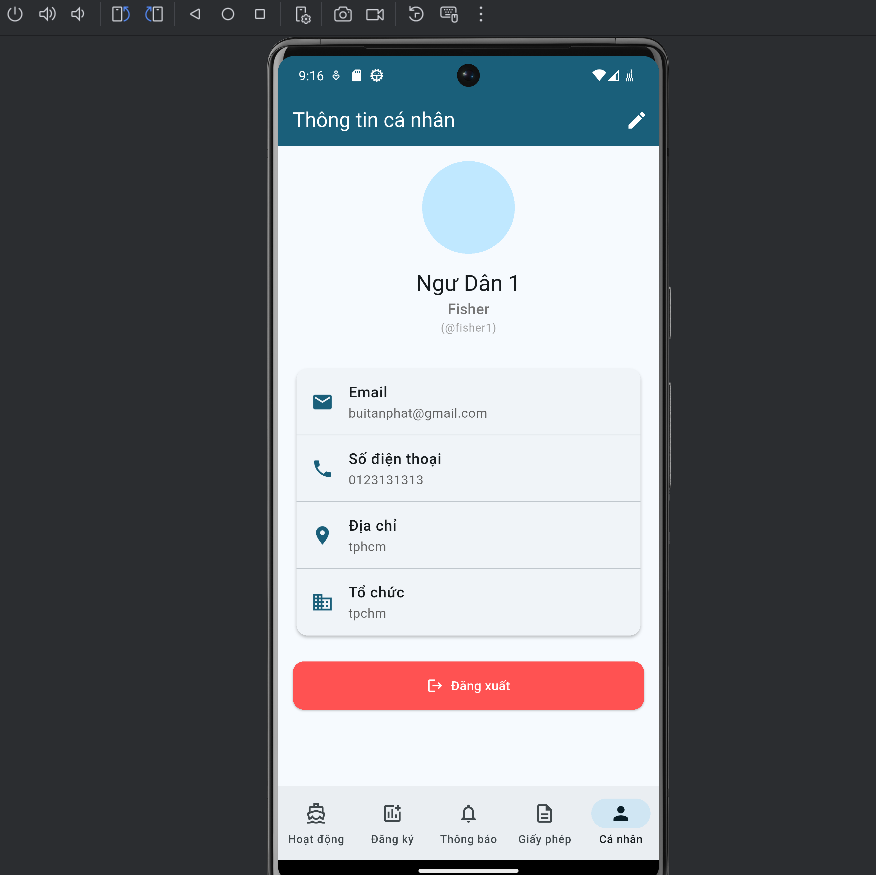 9:16
Thông tin cá nhân
Ngư Dân 1
Fisher
(@fisher1)
Email
buitanphat@gmail.com
Số điện thoại
0123131313
Địa chỉ
tphcm
Tổ chức
tpchm
Đăng xuất
Hoạt động
Đăng ký
Thông báo
Giấy phép
Cá nhân